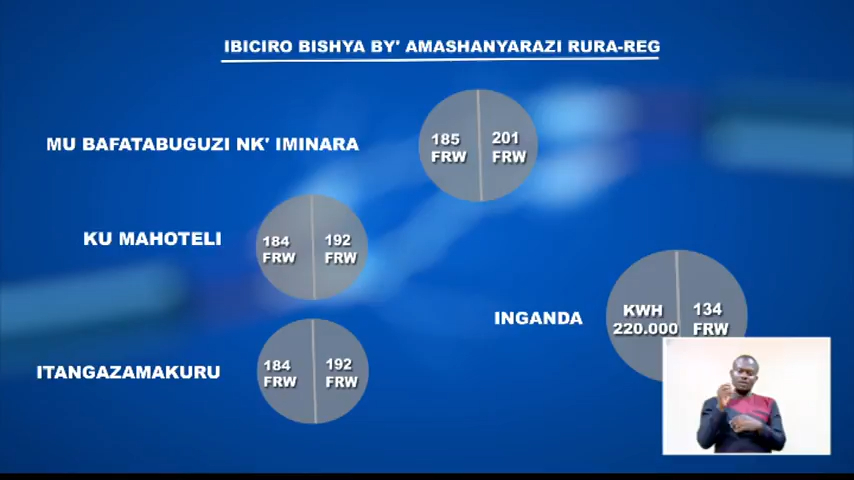 IBICIRO BISHYA BY' AMASHANYARAZI RURA-REG
MU BAFATABUGUZI NK' IMINARA
185 FRW
201 FRW
KU MAHOTELI
184 FRW
192 FRW
INGANDA
KWH 220.000
134 FRW
ITANGAZAMAKURU
184 FRW
192 FRW